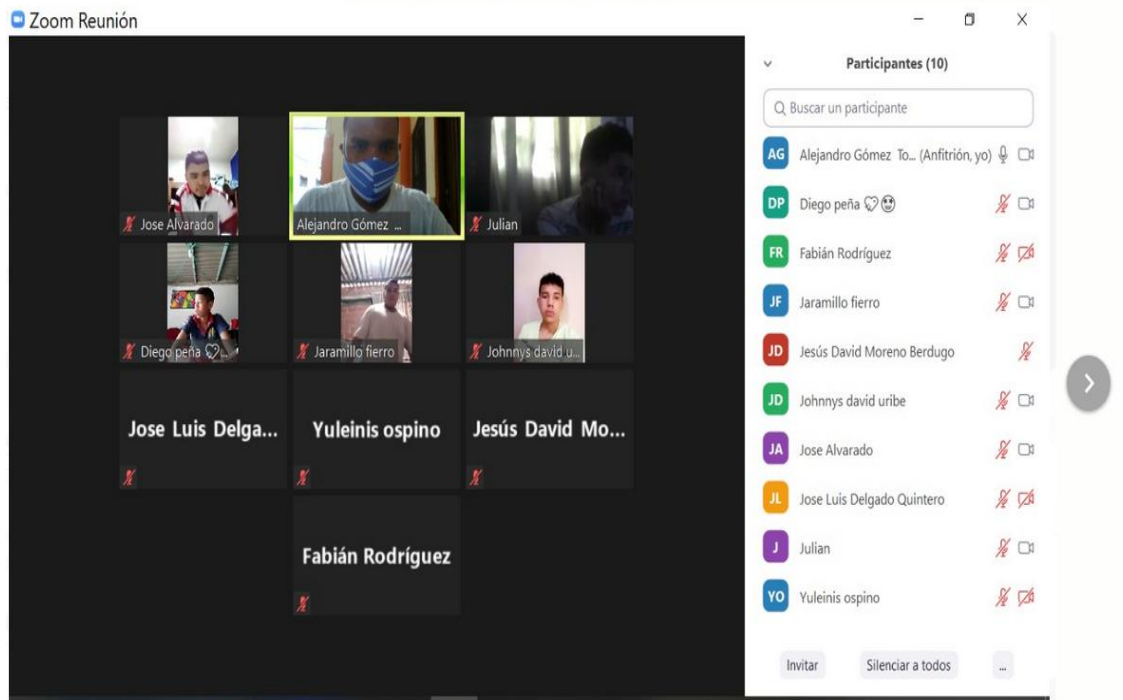 Zoom Reunión
Jose Alvarado
Alejandro Gómez ...
Julian
Diego peña
Jaramillo fierro
Johnnys david u...
Jose Luis Delga...
Yuleinis ospino
Jesús David Mo...
Fabián Rodríguez
Participantes (10)
Buscar un participante
AG Alejandro Gómez To... (Anfitrión, yo)
DP Diego peña
FR Fabián Rodríguez
JF Jaramillo fierro
JD Jesús David Moreno Berdugo
JD Johnnys david uribe
JA Jose Alvarado
JL Jose Luis Delgado Quintero
J Julian
YO Yuleinis ospino
Invitar Silenciar a todos ...